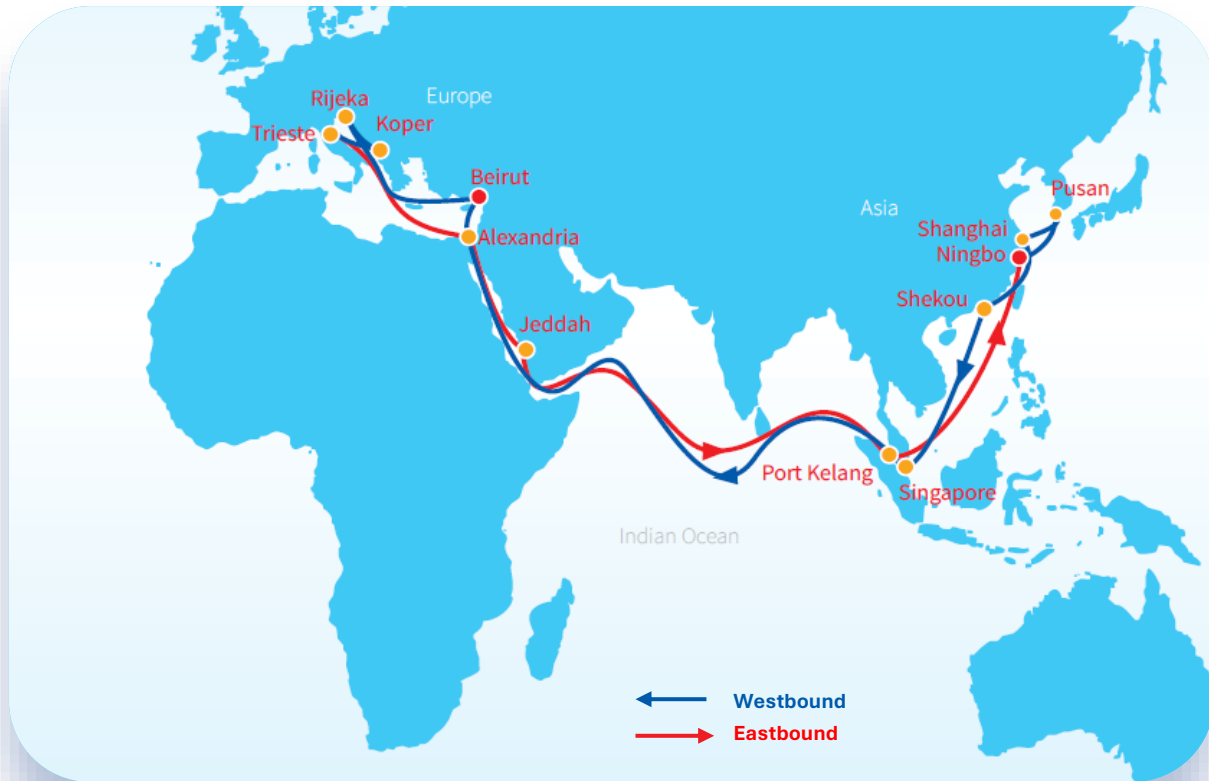 Rijeka
Europe
Koper
Trieste
Beirut
Pusan
Asia
Shanghai
Alexandria
Ningbo
Shekou
Jeddah
Port Kelang
Singapore
Indian Ocean
Westbound
Eastbound